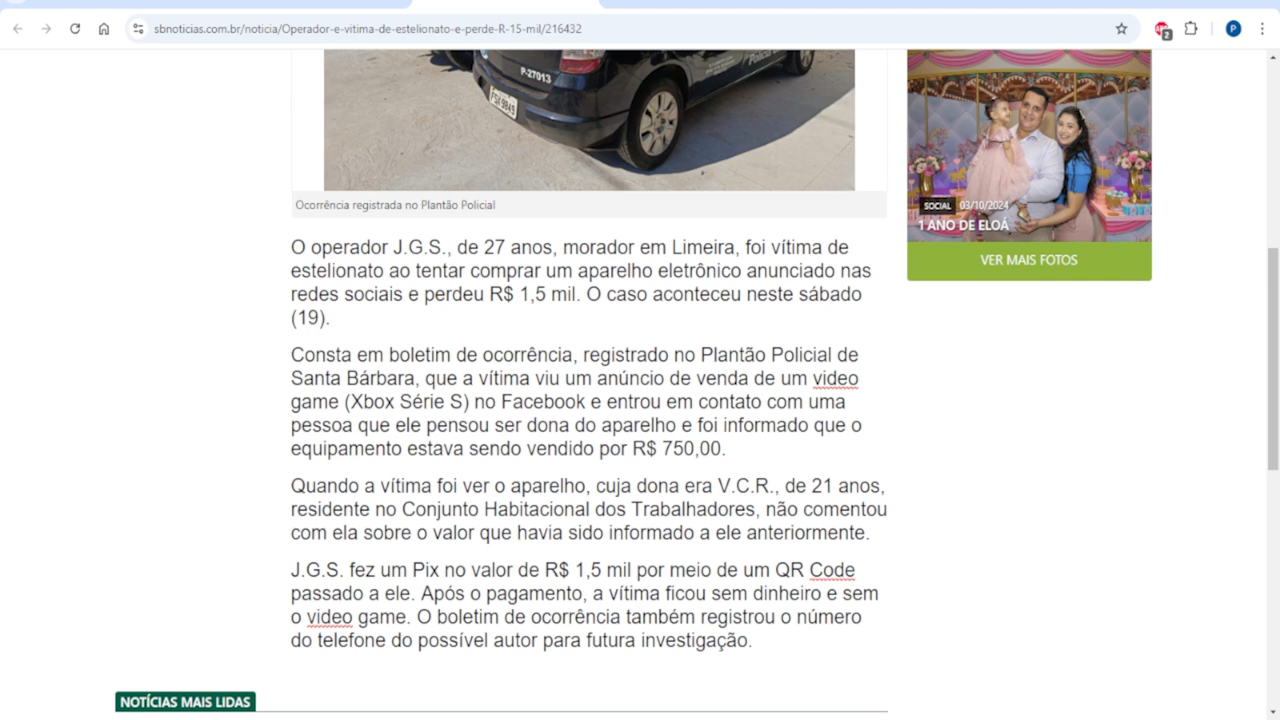 sbnoticias.com.br/noticia/Operador-e-vitima-de-estelionato-e-perde-R-15-mil/216432
2
P
P-27013
FSK9849
SOCIAL 03/10/2024
1 ANO DE ELOÁ
VER MAIS FOTOS
Ocorrência registrada no Plantão Policial
O operador J.G.S., de 27 anos, morador em Limeira, foi vítima de
estelionato ao tentar comprar um aparelho eletrônico anunciado nas
redes sociais e perdeu R$ 1,5 mil. O caso aconteceu neste sábado
(19).
Consta em boletim de ocorrência, registrado no Plantão Policial de
Santa Bárbara, que a vítima viu um anúncio de venda de um video
game (Xbox Série S) no Facebook e entrou em contato com uma
pessoa que ele pensou ser dona do aparelho e foi informado que o
equipamento estava sendo vendido por R$ 750,00.
Quando a vítima foi ver o aparelho, cuja dona era V.C.R., de 21 anos,
residente no Conjunto Habitacional dos Trabalhadores, não comentou
com ela sobre o valor que havia sido informado a ele anteriormente.
J.G.S. fez um Pix no valor de R$ 1,5 mil por meio de um QR Code
passado a ele. Após o pagamento, a vítima ficou sem dinheiro e sem
o video game. O boletim de ocorrência também registrou o número
do telefone do possível autor para futura investigação.
NOTÍCIAS MAIS LIDAS